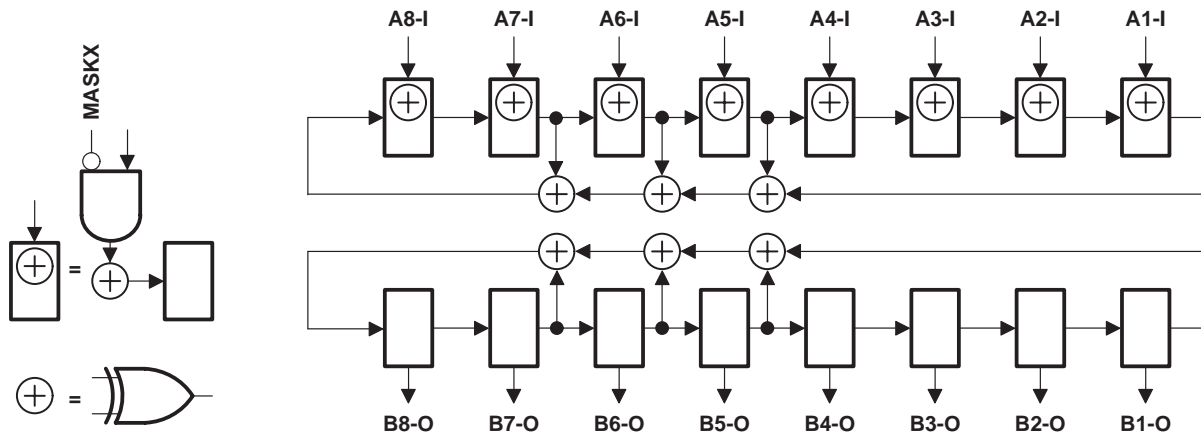 A8-I A7-I A6-I A5-I A4-I A3-I A2-I A1-I
MASKX
=
=
B8-O B7-O B6-O B5-O B4-O B3-O B2-O B1-O